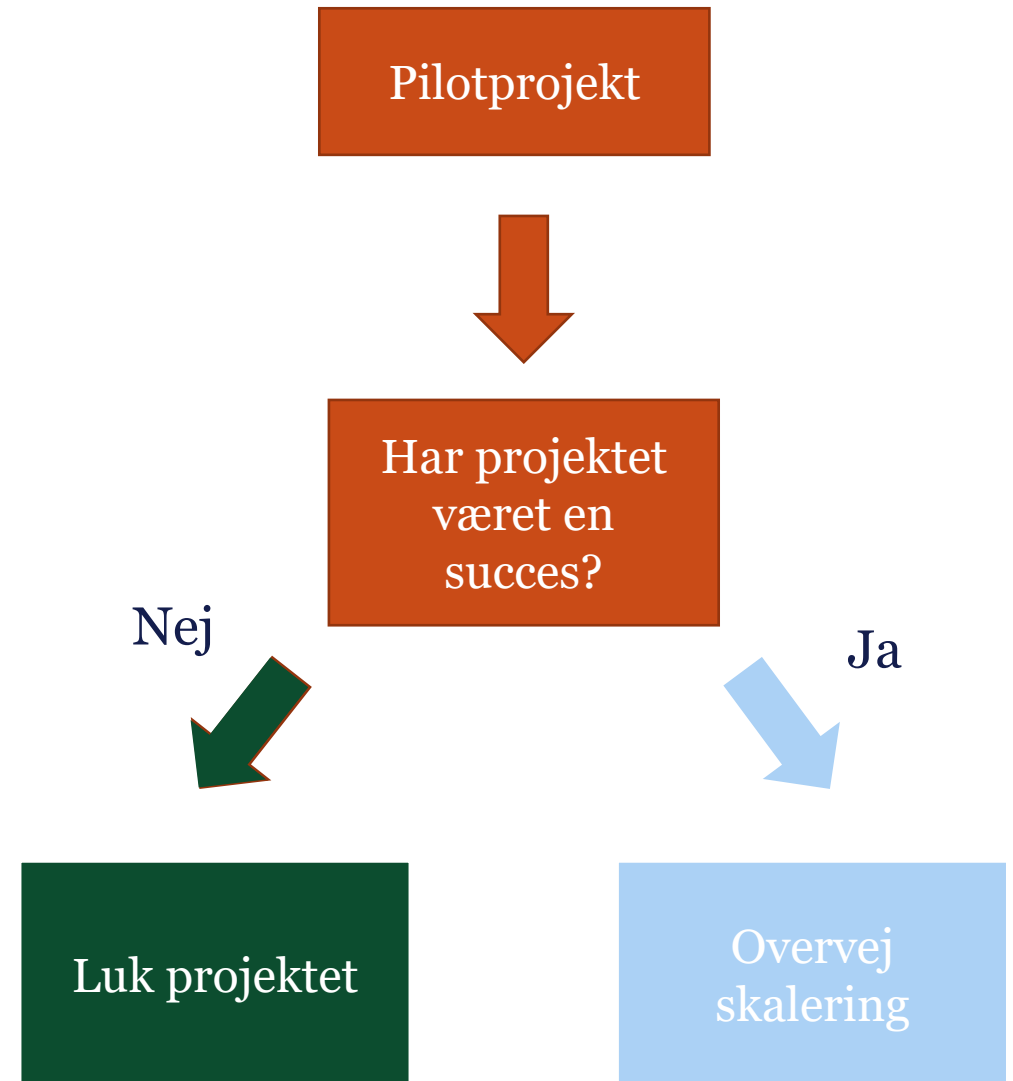 Pilotprojekt
Har projektet
været en
succes?
Nej
Ja
Luk projektet
Overvej
skalering